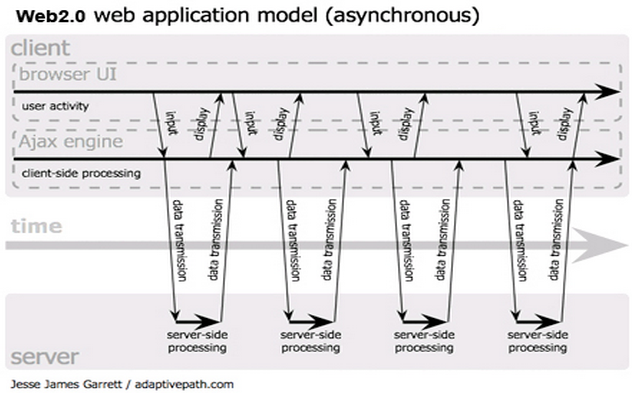 Web2.0 web application model (asynchronous)
client
browser UI
user activity
input
display
input
display
input
display
input
display
Ajax engine
client-side processing
time
data transmission
data transmission
data transmission
data transmission
data transmission
data transmission
data transmission
data transmission
server-side
processing
server-side
processing
server-side
processing
server-side
processing
server
Jesse James Garrett / adaptivepath.com